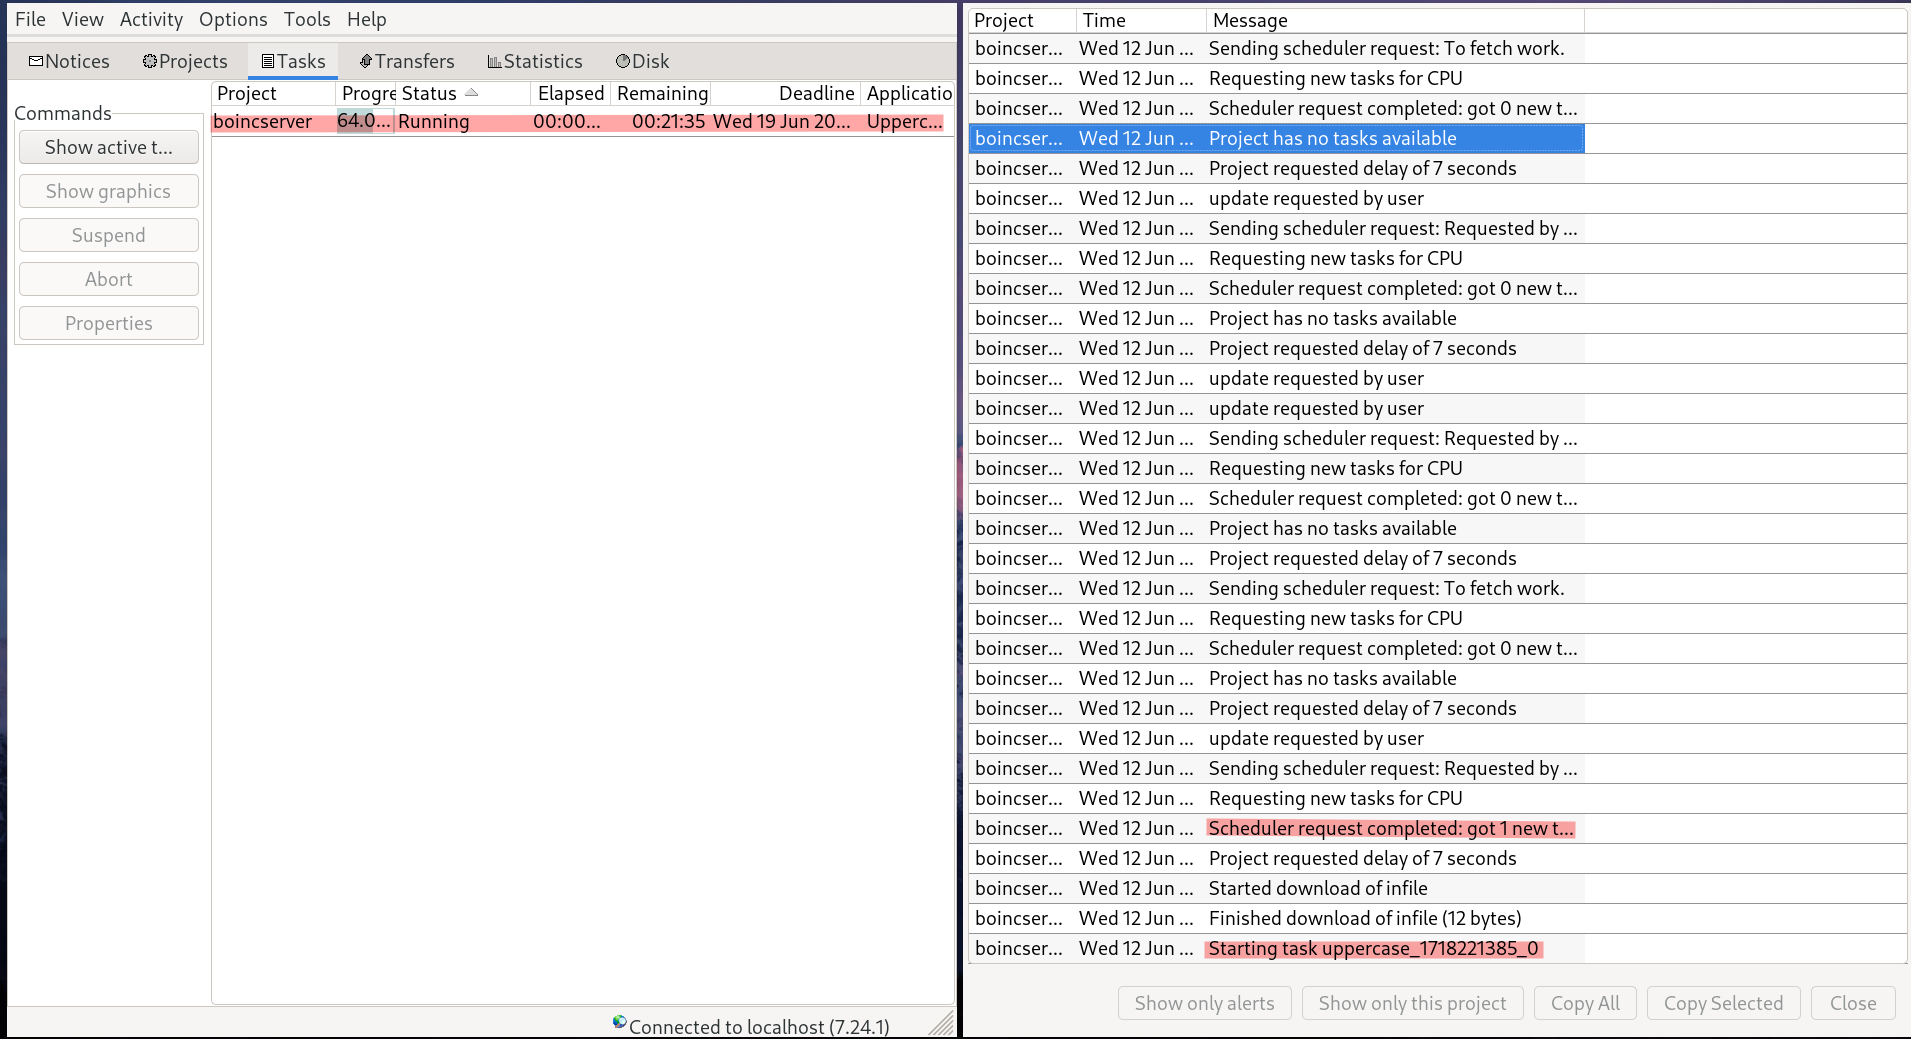 File View Activity Options Tools Help
Notices Projects Tasks Transfers Statistics Disk
Commands
Show active t...
Show graphics
Suspend
Abort
Properties
Project Progre Status Elapsed Remaining Deadline Applicatio
boincserver 64.0... Running 00:00... 00:21:35 Wed 19 Jun 20... Upperc...
Connected to localhost (7.24.1)
Project Time Message
boincser... Wed 12 Jun ... Sending scheduler request: To fetch work.
boincser... Wed 12 Jun ... Requesting new tasks for CPU
boincser... Wed 12 Jun ... Scheduler request completed: got 0 new t...
boincser... Wed 12 Jun ... Project has no tasks available
boincser... Wed 12 Jun ... Project requested delay of 7 seconds
boincser... Wed 12 Jun ... update requested by user
boincser... Wed 12 Jun ... Sending scheduler request: Requested by ...
boincser... Wed 12 Jun ... Requesting new tasks for CPU
boincser... Wed 12 Jun ... Scheduler request completed: got 0 new t...
boincser... Wed 12 Jun ... Project has no tasks available
boincser... Wed 12 Jun ... Project requested delay of 7 seconds
boincser... Wed 12 Jun ... update requested by user
boincser... Wed 12 Jun ... update requested by user
boincser... Wed 12 Jun ... Sending scheduler request: Requested by ...
boincser... Wed 12 Jun ... Requesting new tasks for CPU
boincser... Wed 12 Jun ... Scheduler request completed: got 0 new t...
boincser... Wed 12 Jun ... Project has no tasks available
boincser... Wed 12 Jun ... Project requested delay of 7 seconds
boincser... Wed 12 Jun ... Sending scheduler request: To fetch work.
boincser... Wed 12 Jun ... Requesting new tasks for CPU
boincser... Wed 12 Jun ... Scheduler request completed: got 0 new t...
boincser... Wed 12 Jun ... Project has no tasks available
boincser... Wed 12 Jun ... Project requested delay of 7 seconds
boincser... Wed 12 Jun ... update requested by user
boincser... Wed 12 Jun ... Sending scheduler request: Requested by ...
boincser... Wed 12 Jun ... Requesting new tasks for CPU
boincser... Wed 12 Jun ... Scheduler request completed: got 1 new t...
boincser... Wed 12 Jun ... Project requested delay of 7 seconds
boincser... Wed 12 Jun ... Started download of infile
boincser... Wed 12 Jun ... Finished download of infile (12 bytes)
boincser... Wed 12 Jun ... Starting task uppercase_1718221385_0
Show only alerts Show only this project Copy All Copy Selected Close